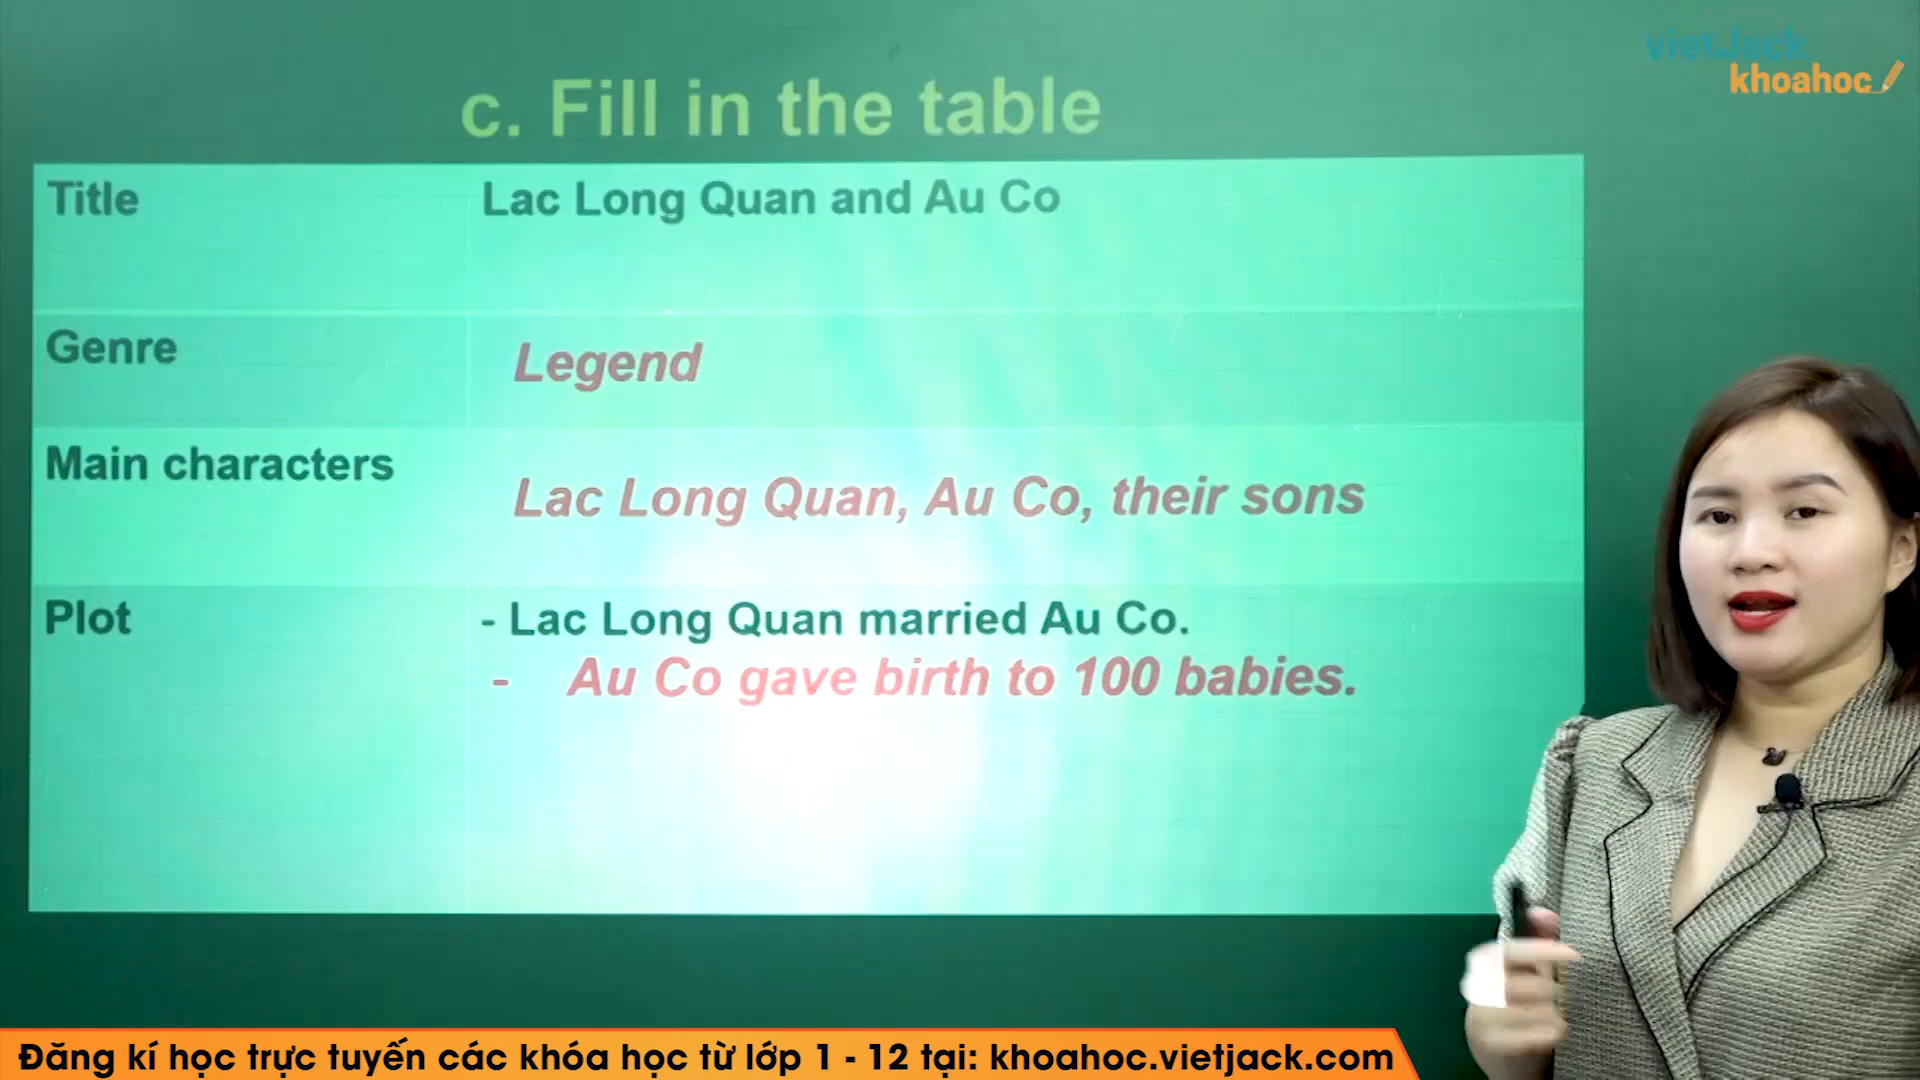 vietJack
khoahoc
c. Fill in the table
Title
Lac Long Quan and Au Co
Genre
Legend
Main characters
Lac Long Quan, Au Co, their sons
Plot
- Lac Long Quan married Au Co.
- Au Co gave birth to 100 babies.
Đăng kí học trực tuyến các khóa học từ lớp 1 - 12 tại: khoahoc.vietjack.com